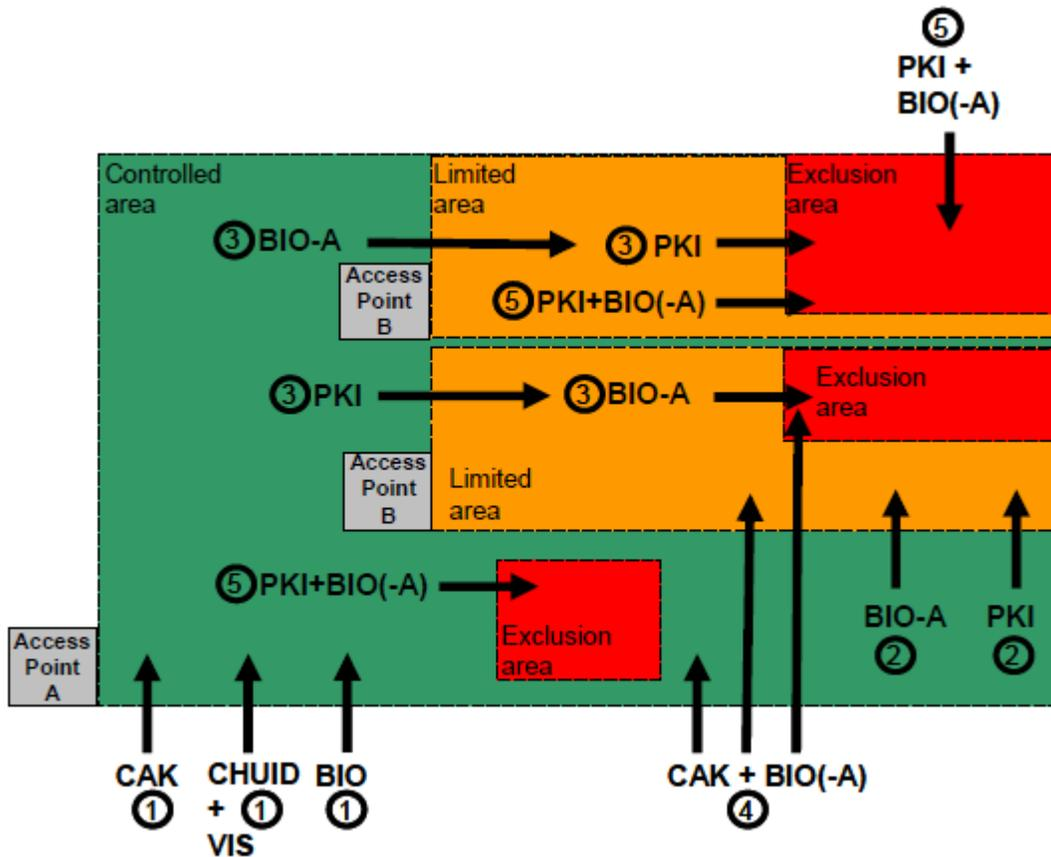 ⑤
PKI +
BIO(-A)
Controlled
area
Limited
area
Exclusion
area
③ BIO-A
③ PKI
Access
Point
B
⑤ PKI+BIO(-A)
③ PKI
③ BIO-A
Exclusion
area
Access
Point
B
Limited
area
⑤ PKI+BIO(-A)
Exclusion
area
BIO-A
②
PKI
②
Access
Point
A
CAK
①
CHUID
+ ①
VIS
BIO
①
CAK + BIO(-A)
④